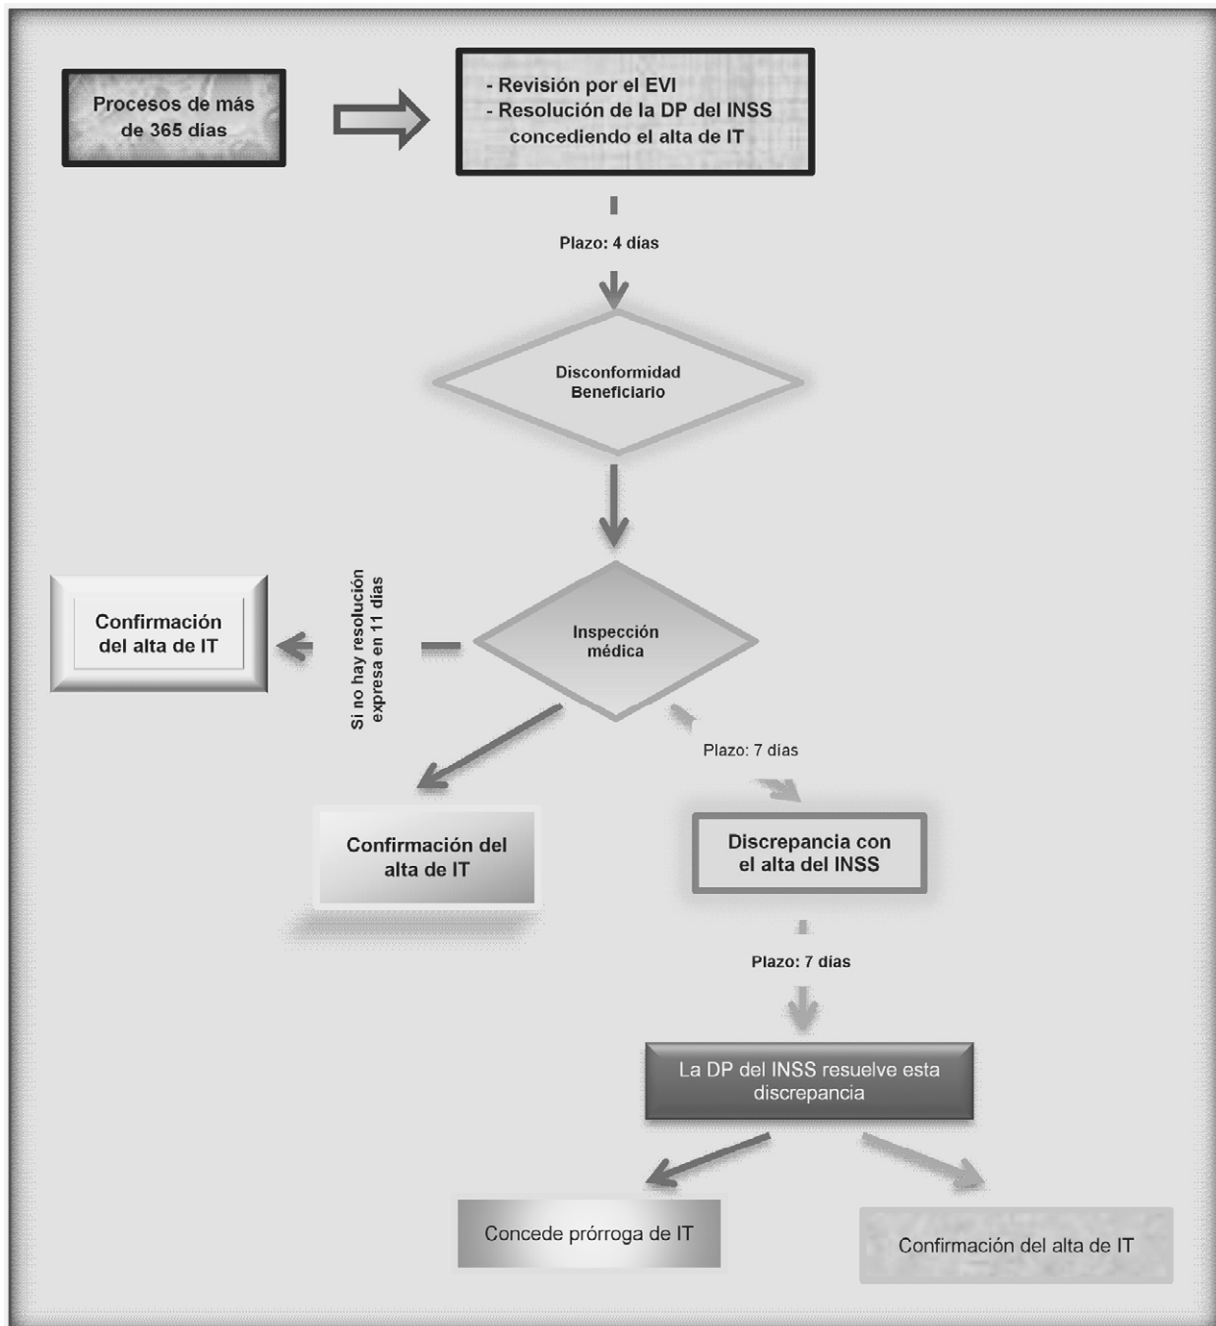 Procesos de más
de 365 días
- Revisión por el EVI
- Resolución de la DP del INSS
concediendo el alta de IT
Plazo: 4 días
Disconformidad
Beneficiario
Inspección
médica
Si no hay resolución
expresa en 11 días
Confirmación
del alta de IT
Plazo: 7 días
Confirmación del
alta de IT
Discrepancia con
el alta del INSS
Plazo: 7 días
La DP del INSS resuelve esta
discrepancia
Concede prórroga de IT
Confirmación del alta de IT